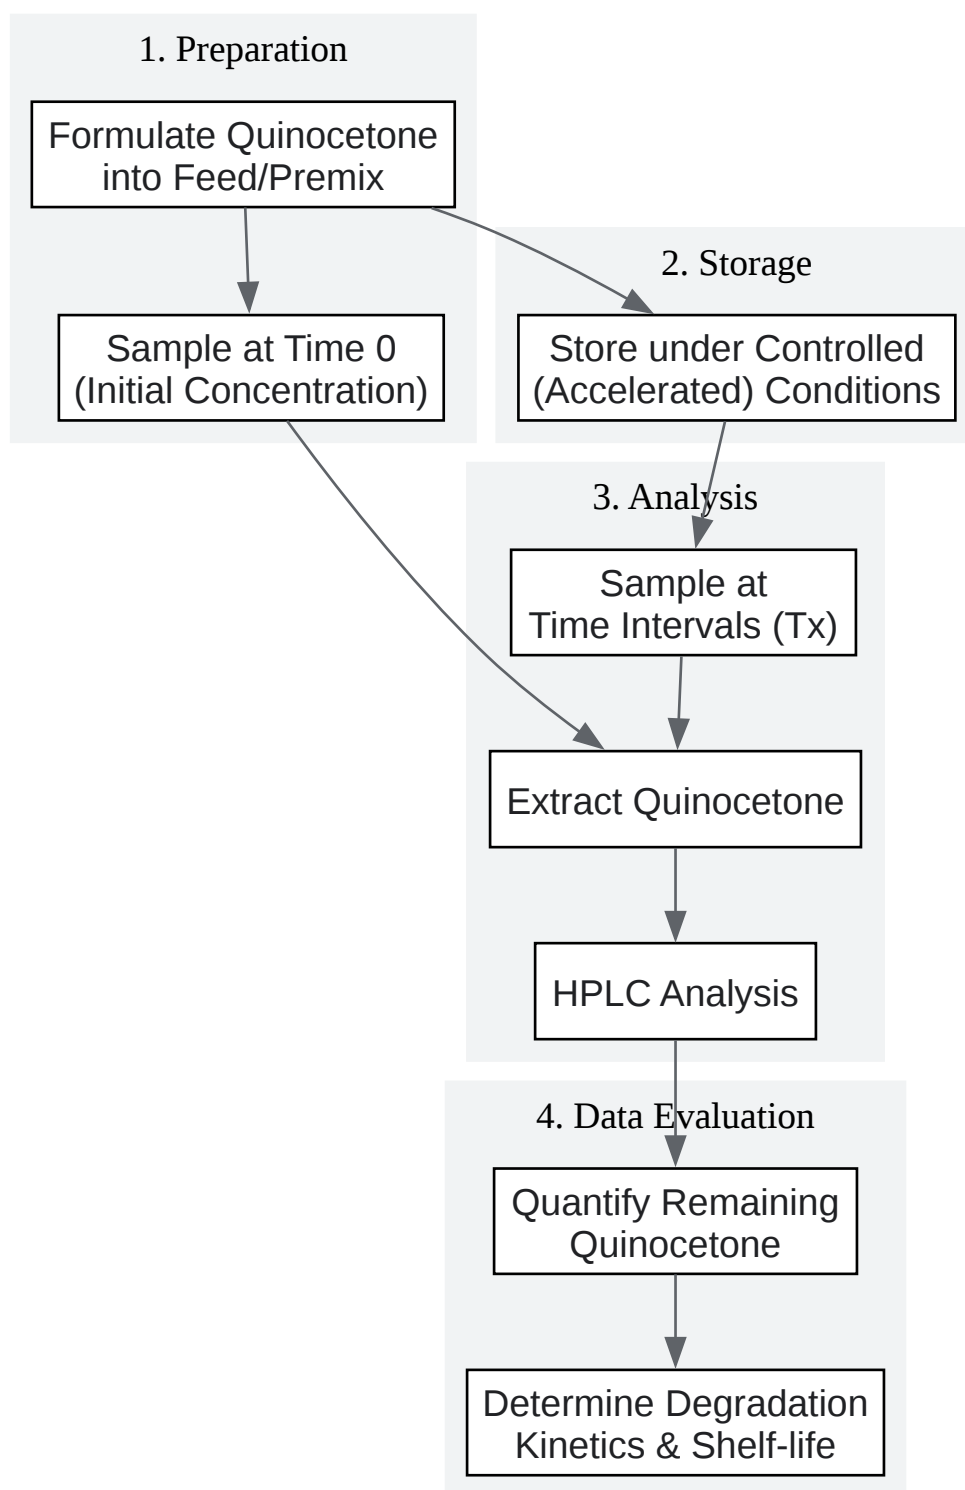 1. Preparation
Formulate Quinocetone
into Feed/Premix
Sample at Time 0
(Initial Concentration)
2. Storage
Store under Controlled
(Accelerated) Conditions
3. Analysis
Sample at
Time Intervals (Tx)
Extract Quinocetone
HPLC Analysis
4. Data Evaluation
Quantify Remaining
Quinocetone
Determine Degradation
Kinetics & Shelf-life